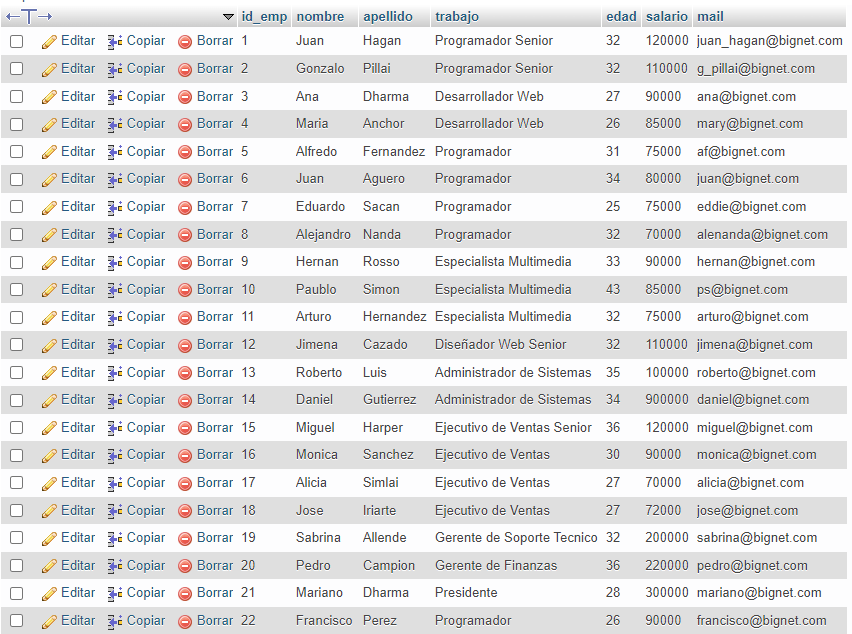 id_emp nombre apellido trabajo edad salario mail
Editar Copiar Borrar 1 Juan Hagan Programador Senior 32 120000 juan_hagan@bignet.com
Editar Copiar Borrar 2 Gonzalo Pillai Programador Senior 32 110000 g_pillai@bignet.com
Editar Copiar Borrar 3 Ana Dharma Desarrollador Web 27 90000 ana@bignet.com
Editar Copiar Borrar 4 Maria Anchor Desarrollador Web 26 85000 mary@bignet.com
Editar Copiar Borrar 5 Alfredo Fernandez Programador 31 75000 af@bignet.com
Editar Copiar Borrar 6 Juan Aguero Programador 34 80000 juan@bignet.com
Editar Copiar Borrar 7 Eduardo Sacan Programador 25 75000 eddie@bignet.com
Editar Copiar Borrar 8 Alejandro Nanda Programador 32 70000 alenanda@bignet.com
Editar Copiar Borrar 9 Hernan Rosso Especialista Multimedia 33 90000 hernan@bignet.com
Editar Copiar Borrar 10 Paublo Simon Especialista Multimedia 43 85000 ps@bignet.com
Editar Copiar Borrar 11 Arturo Hernandez Especialista Multimedia 32 75000 arturo@bignet.com
Editar Copiar Borrar 12 Jimena Cazado Diseñador Web Senior 32 110000 jimena@bignet.com
Editar Copiar Borrar 13 Roberto Luis Administrador de Sistemas 35 100000 roberto@bignet.com
Editar Copiar Borrar 14 Daniel Gutierrez Administrador de Sistemas 34 900000 daniel@bignet.com
Editar Copiar Borrar 15 Miguel Harper Ejecutivo de Ventas Senior 36 120000 miguel@bignet.com
Editar Copiar Borrar 16 Monica Sanchez Ejecutivo de Ventas 30 90000 monica@bignet.com
Editar Copiar Borrar 17 Alicia Simlai Ejecutivo de Ventas 27 70000 alicia@bignet.com
Editar Copiar Borrar 18 Jose Iriarte Ejecutivo de Ventas 27 72000 jose@bignet.com
Editar Copiar Borrar 19 Sabrina Allende Gerente de Soporte Tecnico 32 200000 sabrina@bignet.com
Editar Copiar Borrar 20 Pedro Campion Gerente de Finanzas 36 220000 pedro@bignet.com
Editar Copiar Borrar 21 Mariano Dharma Presidente 28 300000 mariano@bignet.com
Editar Copiar Borrar 22 Francisco Perez Programador 26 90000 francisco@bignet.com